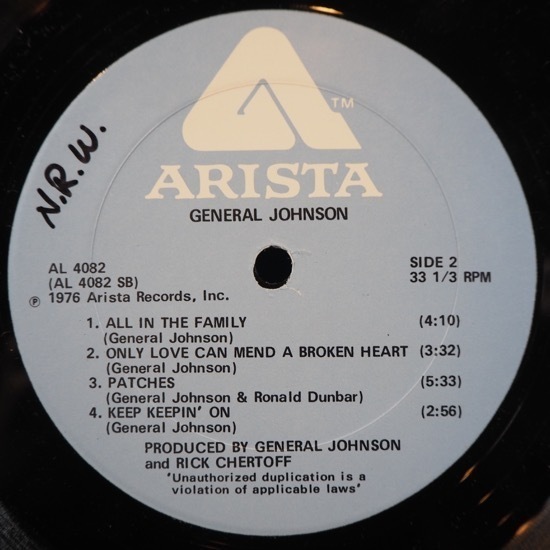 TM
ARISTA
GENERAL JOHNSON
N.R.W.
AL 4082
(AL 4082 SB)
℗ 1976 Arista Records, Inc.
SIDE 2
33 1/3 RPM
1. ALL IN THE FAMILY (4:10)
(General Johnson)
2. ONLY LOVE CAN MEND A BROKEN HEART (3:32)
(General Johnson)
3. PATCHES (5:33)
(General Johnson & Ronald Dunbar)
4. KEEP KEEPIN' ON (2:56)
(General Johnson)
PRODUCED BY GENERAL JOHNSON
and RICK CHERTOFF
"Unauthorized duplication is a
violation of applicable laws"